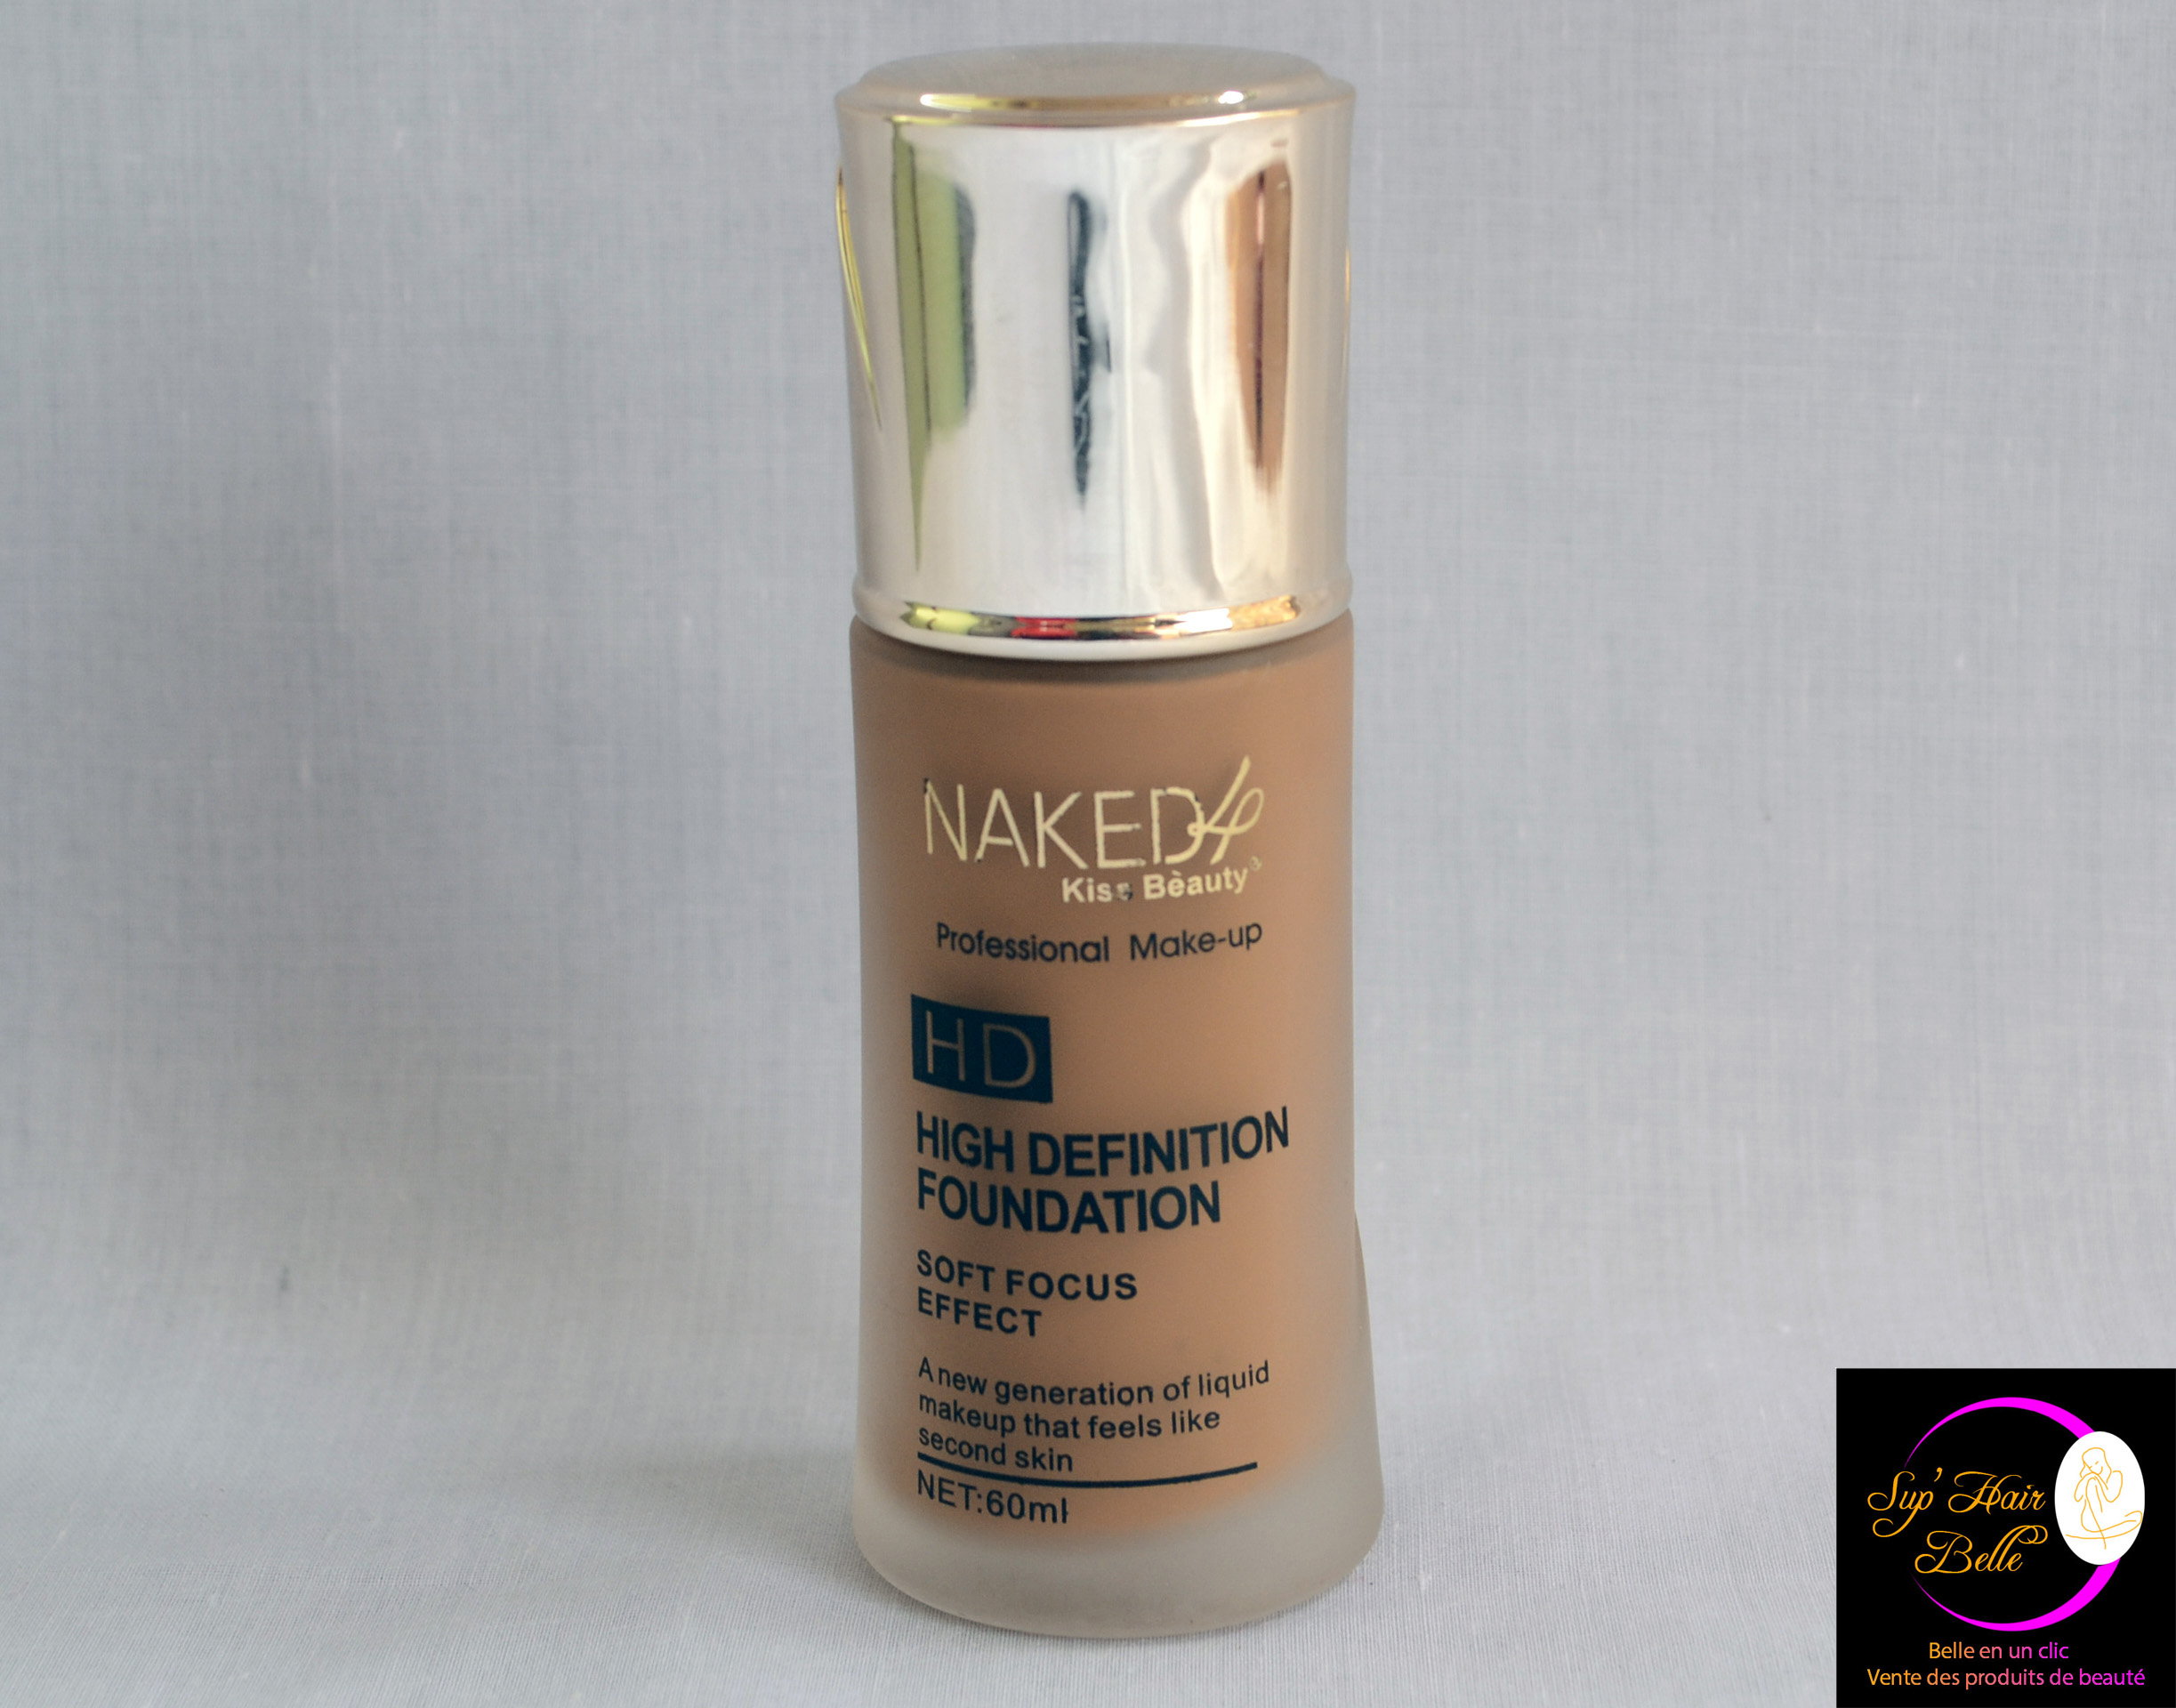 NAKED4
Kiss Bèauty®
Professional Make-up
HD
HIGH DEFINITION
FOUNDATION
SOFT FOCUS
EFFECT
A new generation of liquid
makeup that feels like
second skin
NET:60ml
Sup' Hair
Belle
Belle en un clic
Vente des produits de beauté